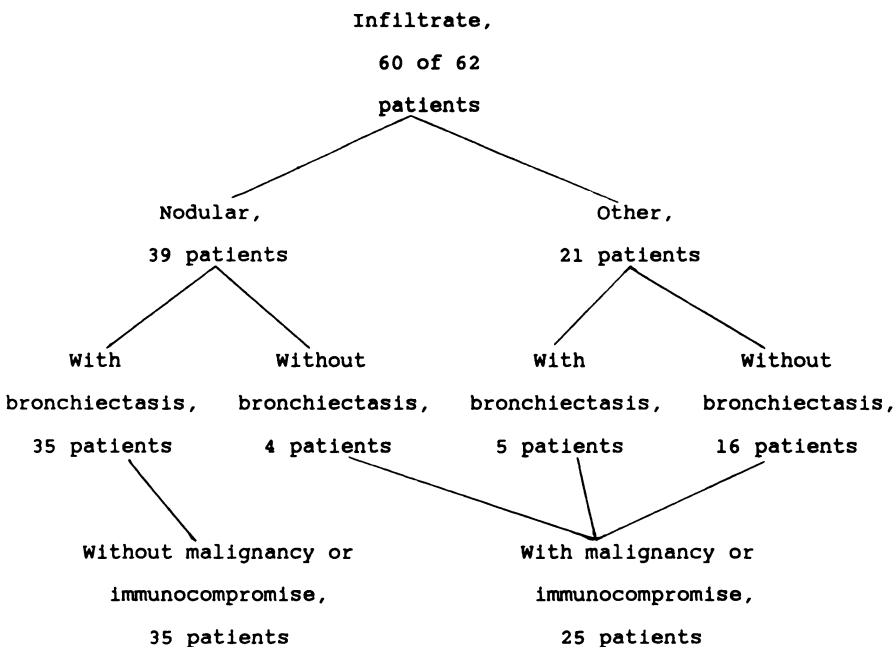 Infiltrate,
60 of 62
patients
Nodular,
39 patients
Other,
21 patients
With
bronchiectasis,
35 patients
Without
bronchiectasis,
4 patients
With
bronchiectasis,
5 patients
Without
bronchiectasis,
16 patients
Without malignancy or
immunocompromise,
35 patients
With malignancy or
immunocompromise,
25 patients